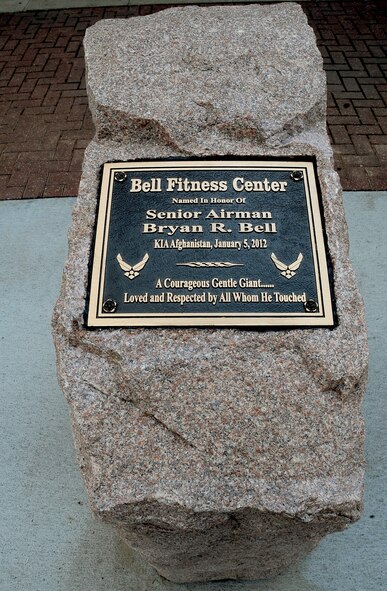 Bell Fitness Center
Named In Honor Of
Senior Airman
Bryan R. Bell
KIA Afghanistan, January 5, 2012
A Courageous Gentle Giant......
Loved and Respected by All Whom He Touched